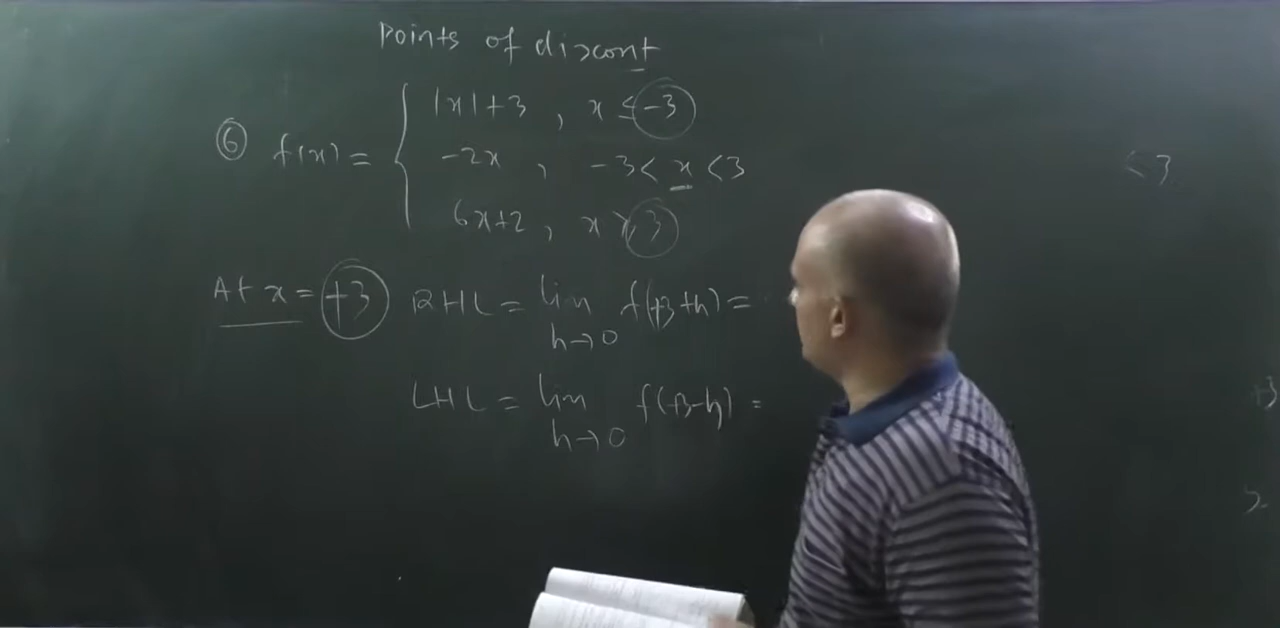 Points of discont
⑥ f(x) = { |x|+3 , x ≤ -3
-2x , -3 < x < 3
6x+2 , x ≥ 3
< 3
At x = +3 RHL = lim h→0 f(+3+h) =
LHL = lim h→0 f(+3-h) =
+3